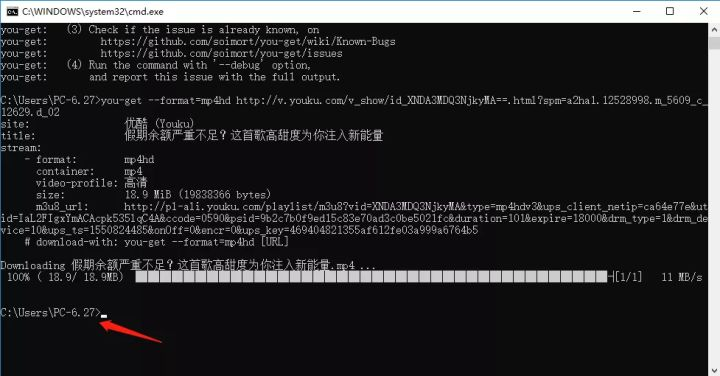 C:\WINDOWS\system32\cmd.exe
you-get:   (3) Check if the issue is already known, on
you-get:         https://github.com/soimort/you-get/wiki/Known-Bugs
you-get:         https://github.com/soimort/you-get/issues
you-get:   (4) Run the command with '--debug' option,
you-get:       and report this issue with the full output.
C:\Users\PC-6.27>you-get --format=mp4hd http://v.youku.com/v_show/id_XNDA3MDQ3NjkyMA==.html?spm=a2ha1.12528998.m_5609_c_
12629.d_02
site:                优酷 (Youku)
title:               假期余额严重不足？这首歌高甜度为你注入新能量
stream:
    - format:        mp4hd
      container:     mp4
      video-profile: 高清
      size:          18.9 MiB (19838366 bytes)
      m3u8_url:      http://pl-ali.youku.com/playlist/m3u8?vid=XNDA3MDQ3NjkyMA&type=mp4hdv3&ups_client_netip=ca64e77e&ut
id=IaL2FIgxYmACAcpk535lqC4A&ccode=0590&psid=9b2c7b0f9ed15c83e70ad3c0be5021fc&duration=101&expire=18000&drm_type=1&drm_de
vice=10&ups_ts=1550824485&onOff=0&encr=0&ups_key=469404821355af612fe03a999a6764b5
    # download-with: you-get --format=mp4hd [URL]
Downloading 假期余额严重不足？这首歌高甜度为你注入新能量.mp4 ...
 100% ( 18.9/ 18.9MB) [1/1]   11 MB/s
C:\Users\PC-6.27>